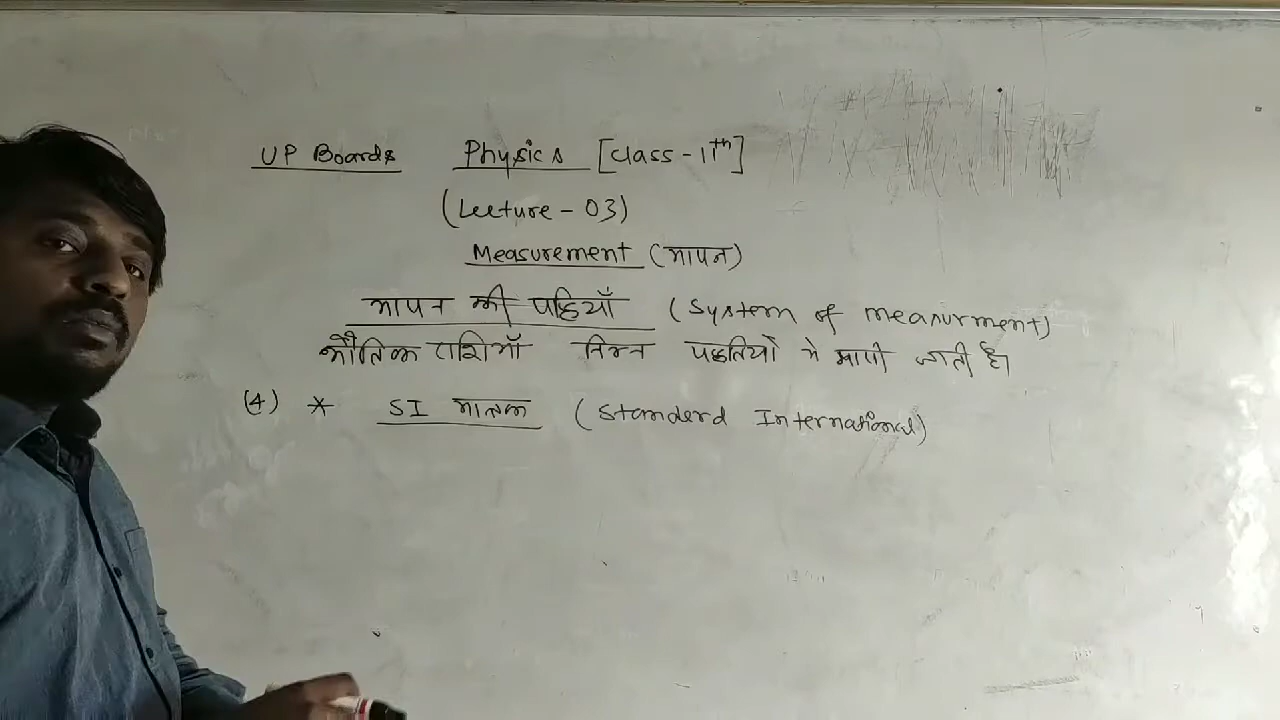 UP Boards Physics [Class-11th]
(Lecture - 03)
Measurement (मापन)
मापन की पद्धियाँ (System of measurment)
भौतिक राशियाँ निम्न पद्धतियों मे मापी जाती है।
(4) * SI मात्रक (Standerd International)